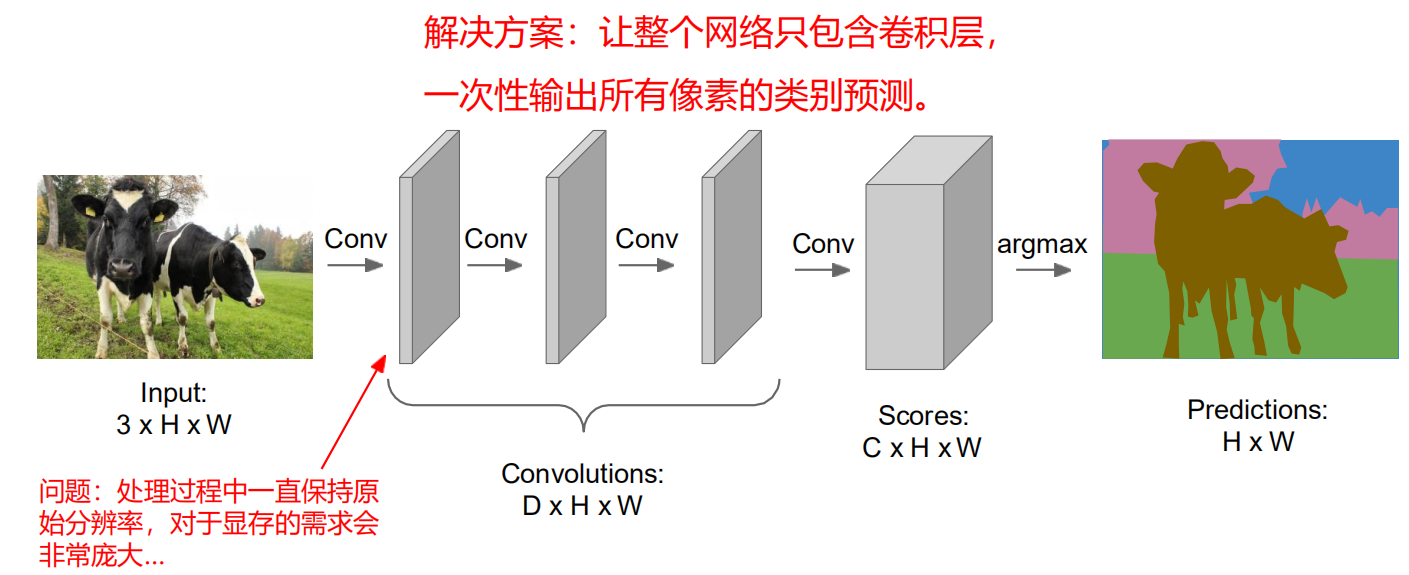 解决方案：让整个网络只包含卷积层，
一次性输出所有像素的类别预测。
Conv
Conv
Conv
Conv
argmax
Input:
3 x H x W
Convolutions:
D x H x W
Scores:
C x H x W
Predictions:
H x W
问题：处理过程中一直保持原
始分辨率，对于显存的需求会
非常庞大...